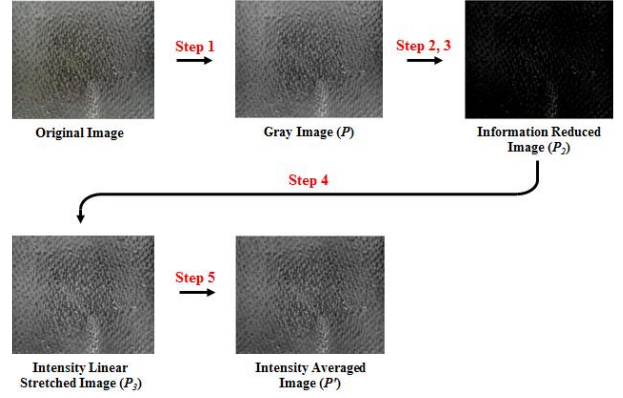 Step 1
Step 2, 3
Original Image
Gray Image (P)
Information Reduced
Image (P2)
Step 4
Step 5
Intensity Linear
Stretched Image (P3)
Intensity Averaged
Image (P')